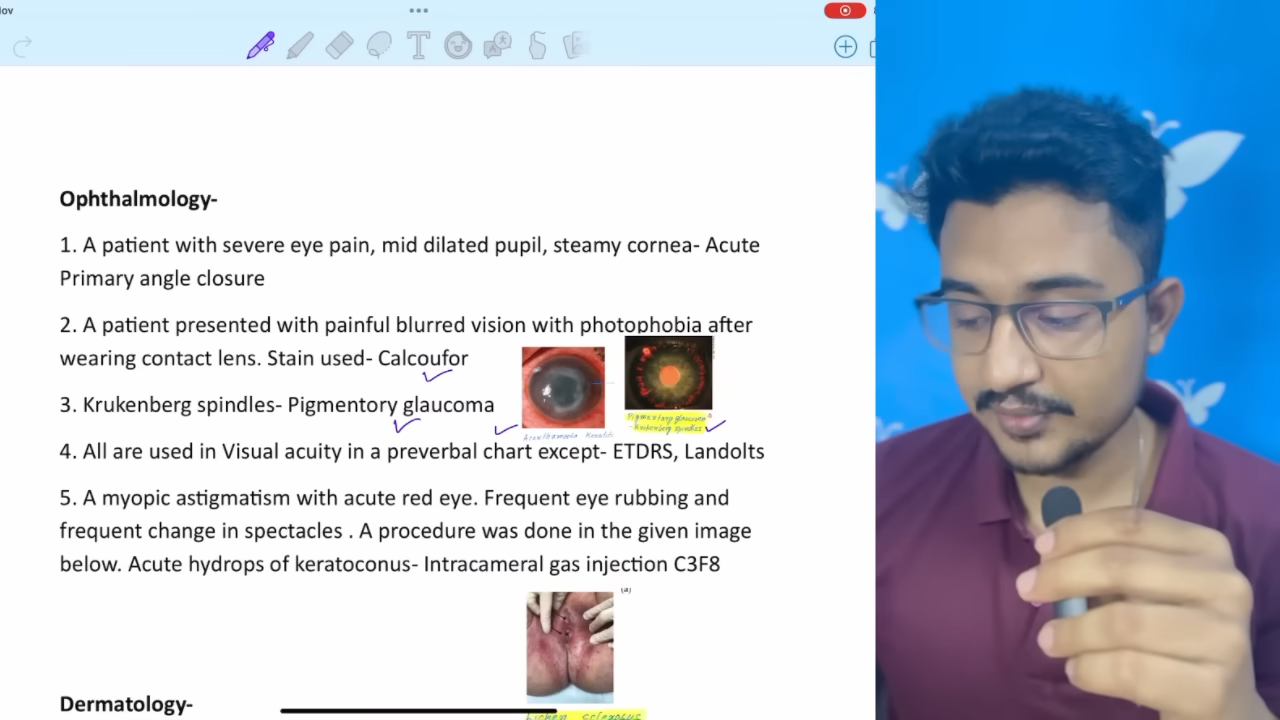 ov
Ophthalmology-
1. A patient with severe eye pain, mid dilated pupil, steamy cornea- Acute
Primary angle closure
2. A patient presented with painful blurred vision with photophobia after
wearing contact lens. Stain used- Calcoufor
3. Krukenberg spindles- Pigmentory glaucoma
4. All are used in Visual acuity in a preverbal chart except- ETDRS, Landolts
5. A myopic astigmatism with acute red eye. Frequent eye rubbing and
frequent change in spectacles . A procedure was done in the given image
below. Acute hydrops of keratoconus- Intracameral gas injection C3F8
(a)
Dermatology-